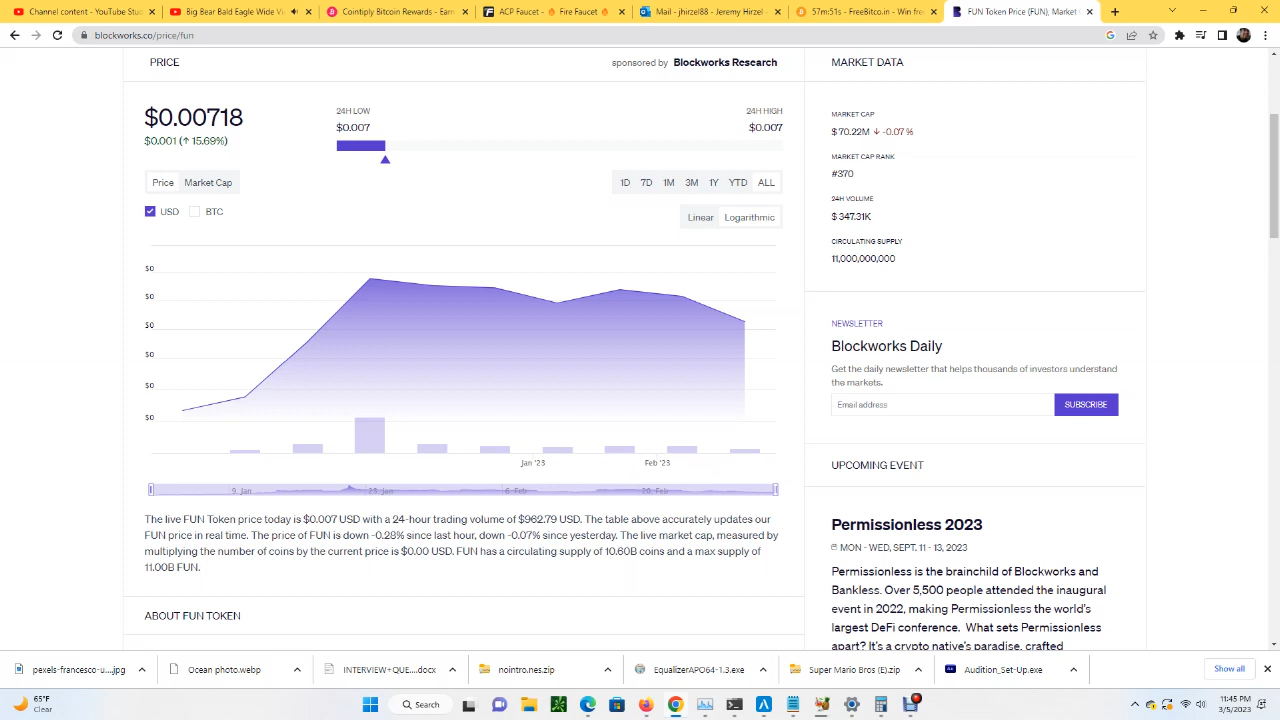 Channel content - YouTube Stud
Big Bear Bald Eagle Wide Vi
Cointiply Bitcoin Rewards - Earn
ACP Faucet - Fire Faucet
Mail - jhirzel88 - Jeremy Hirzel -
57m:51s - FreeBitco.in - Win free
FUN Token Price (FUN), Market C
blockworks.co/price/fun
PRICE
sponsored by Blockworks Research
$0.00718
$0.001 (↑ 15.69%)
24H LOW
$0.007
24H HIGH
$0.007
Price
Market Cap
1D 7D 1M 3M 1Y YTD ALL
USD BTC
Linear Logarithmic
$0
$0
$0
$0
$0
$0
Jan '23
Feb '23
9. Jan
23. Jan
6. Feb
20. Feb
The live FUN Token price today is $0.007 USD with a 24-hour trading volume of $962.79 USD. The table above accurately updates our
FUN price in real time. The price of FUN is down -0.28% since last hour, down -0.07% since yesterday. The live market cap, measured by
multiplying the number of coins by the current price is $0.00 USD. FUN has a circulating supply of 10.60B coins and a max supply of
11.00B FUN.
ABOUT FUN TOKEN
MARKET DATA
MARKET CAP
$ 70.22M ↓ -0.07 %
MARKET CAP RANK
#370
24H VOLUME
$ 347.31K
CIRCULATING SUPPLY
11,000,000,000
NEWSLETTER
Blockworks Daily
Get the daily newsletter that helps thousands of investors understand
the markets.
Email address
SUBSCRIBE
UPCOMING EVENT
Permissionless 2023
MON - WED, SEPT. 11 - 13, 2023
Permissionless is the brainchild of Blockworks and
Bankless. Over 5,500 people attended the inaugural
event in 2022, making Permissionless the world's
largest DeFi conference. What sets Permissionless
apart? It's a crypto native's paradise, crafted
pexels-francesco-u....jpg
Ocean photo.webp
INTERVIEW+QUE....docx
nointro.nes.zip
EqualizerAPO64-1.3.exe
Super Mario Bros (E).zip
Audition_Set-Up.exe
Show all
65°F
Clear
Search
11:45 PM
3/5/2023